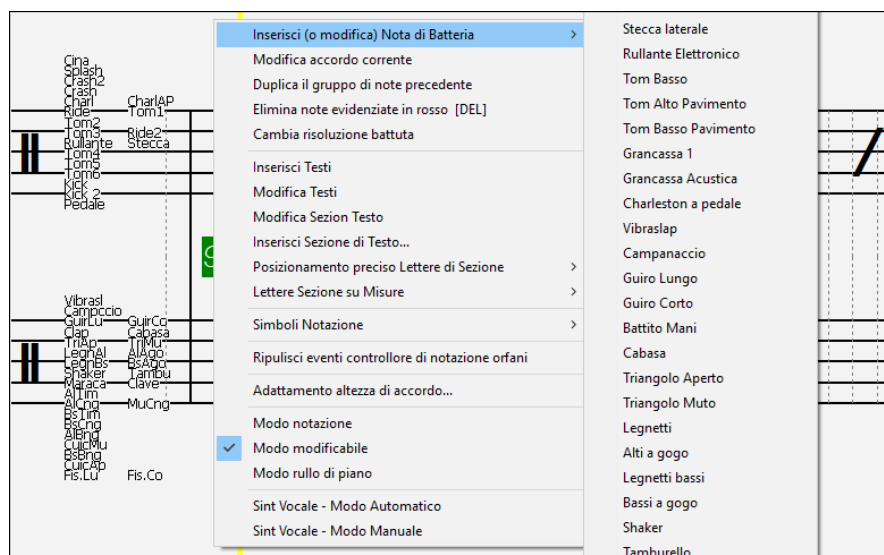 Cina
Splash
Crash2
Crash
Charl CharlAP
Ride Tom1
Tom2
Tom3 Ride2
Rullante Stecca
Tom4
Tom5
Tom6
Kick
Kick 2
Pedale
Vibrasl
Campccio
GuirLu GuirCo
Clap Cabasa
TriAp TriMu
LegnAl AlAgo
LegnBs BsAgo
Shaker Tambu
Maraca Clave
AlTim
AlCng MuCng
BsTim
BsCng
AlBng
CuicMu
BsBng
CuicAp
Fis.Lu Fis.Co
Inserisci (o modifica) Nota di Batteria
Modifica accordo corrente
Duplica il gruppo di note precedente
Elimina note evidenziate in rosso [DEL]
Cambia risoluzione battuta
Inserisci Testi
Modifica Testi
Modifica Sezion Testo
Inserisci Sezione di Testo...
Posizionamento preciso Lettere di Sezione
Lettere Sezione su Misure
Simboli Notazione
Ripulisci eventi controllore di notazione orfani
Adattamento altezza di accordo...
Modo notazione
Modo modificabile
Modo rullo di piano
Sint Vocale - Modo Automatico
Sint Vocale - Modo Manuale
Stecca laterale
Rullante Elettronico
Tom Basso
Tom Alto Pavimento
Tom Basso Pavimento
Grancassa 1
Grancassa Acustica
Charleston a pedale
Vibraslap
Campanaccio
Guiro Lungo
Guiro Corto
Battito Mani
Cabasa
Triangolo Aperto
Triangolo Muto
Legnetti
Alti a gogo
Legnetti bassi
Bassi a gogo
Shaker
Tamburello